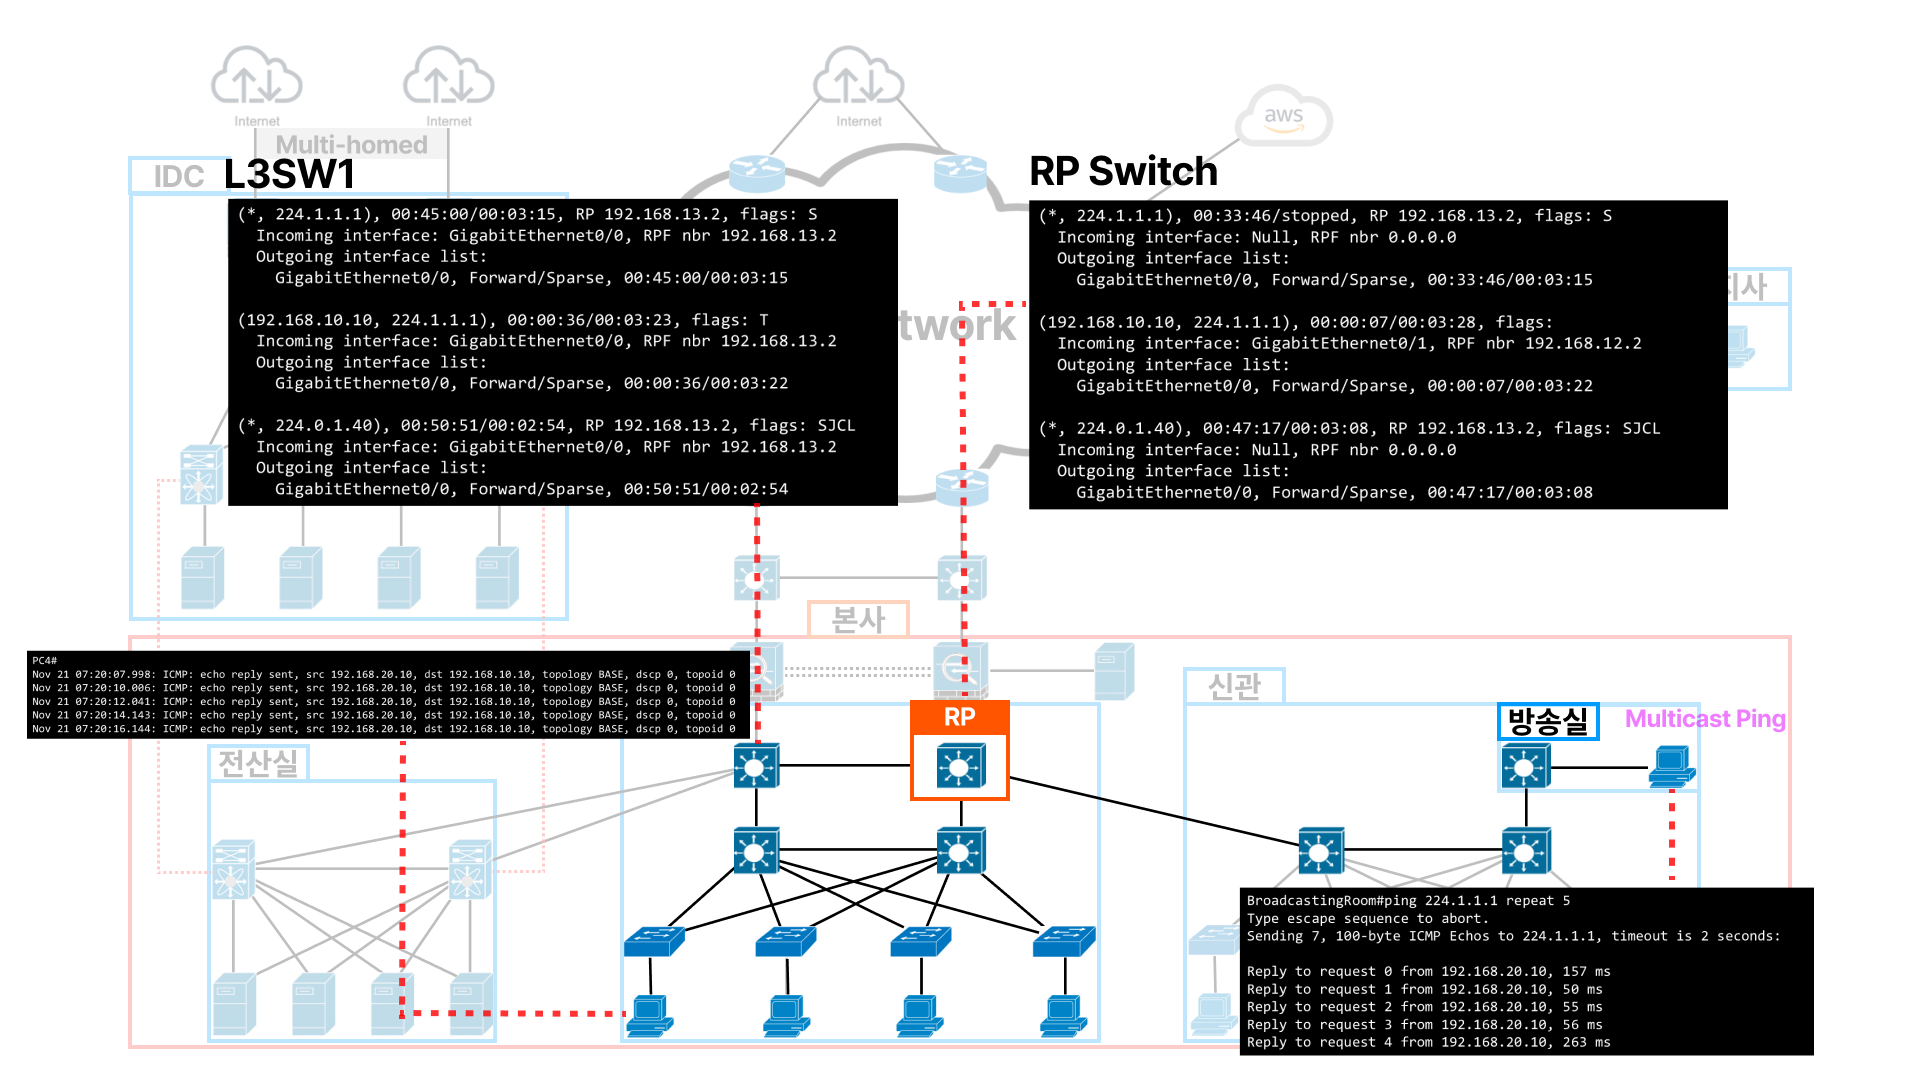 Internet
Internet
Internet
aws
Multi-homed
IDC
L3SW1
RP Switch
(*, 224.1.1.1), 00:45:00/00:03:15, RP 192.168.13.2, flags: S
Incoming interface: GigabitEthernet0/0, RPF nbr 192.168.13.2
Outgoing interface list:
GigabitEthernet0/0, Forward/Sparse, 00:45:00/00:03:15
(192.168.10.10, 224.1.1.1), 00:00:36/00:03:23, flags: T
Incoming interface: GigabitEthernet0/0, RPF nbr 192.168.13.2
Outgoing interface list:
GigabitEthernet0/0, Forward/Sparse, 00:00:36/00:03:22
(*, 224.0.1.40), 00:50:51/00:02:54, RP 192.168.13.2, flags: SJCL
Incoming interface: GigabitEthernet0/0, RPF nbr 192.168.13.2
Outgoing interface list:
GigabitEthernet0/0, Forward/Sparse, 00:50:51/00:02:54
(*, 224.1.1.1), 00:33:46/stopped, RP 192.168.13.2, flags: S
Incoming interface: Null, RPF nbr 0.0.0.0
Outgoing interface list:
GigabitEthernet0/0, Forward/Sparse, 00:33:46/00:03:15
(192.168.10.10, 224.1.1.1), 00:00:07/00:03:28, flags:
Incoming interface: GigabitEthernet0/1, RPF nbr 192.168.12.2
Outgoing interface list:
GigabitEthernet0/0, Forward/Sparse, 00:00:07/00:03:22
(*, 224.0.1.40), 00:47:17/00:03:08, RP 192.168.13.2, flags: SJCL
Incoming interface: Null, RPF nbr 0.0.0.0
Outgoing interface list:
GigabitEthernet0/0, Forward/Sparse, 00:47:17/00:03:08
twork
지사
본사
PC4#
Nov 21 07:20:07.998: ICMP: echo reply sent, src 192.168.20.10, dst 192.168.10.10, topology BASE, dscp 0, topoid 0
Nov 21 07:20:10.006: ICMP: echo reply sent, src 192.168.20.10, dst 192.168.10.10, topology BASE, dscp 0, topoid 0
Nov 21 07:20:12.041: ICMP: echo reply sent, src 192.168.20.10, dst 192.168.10.10, topology BASE, dscp 0, topoid 0
Nov 21 07:20:14.143: ICMP: echo reply sent, src 192.168.20.10, dst 192.168.10.10, topology BASE, dscp 0, topoid 0
Nov 21 07:20:16.144: ICMP: echo reply sent, src 192.168.20.10, dst 192.168.10.10, topology BASE, dscp 0, topoid 0
신관
RP
방송실
Multicast Ping
전산실
BroadcastingRoom#ping 224.1.1.1 repeat 5
Type escape sequence to abort.
Sending 7, 100-byte ICMP Echos to 224.1.1.1, timeout is 2 seconds:
Reply to request 0 from 192.168.20.10, 157 ms
Reply to request 1 from 192.168.20.10, 50 ms
Reply to request 2 from 192.168.20.10, 55 ms
Reply to request 3 from 192.168.20.10, 56 ms
Reply to request 4 from 192.168.20.10, 263 ms